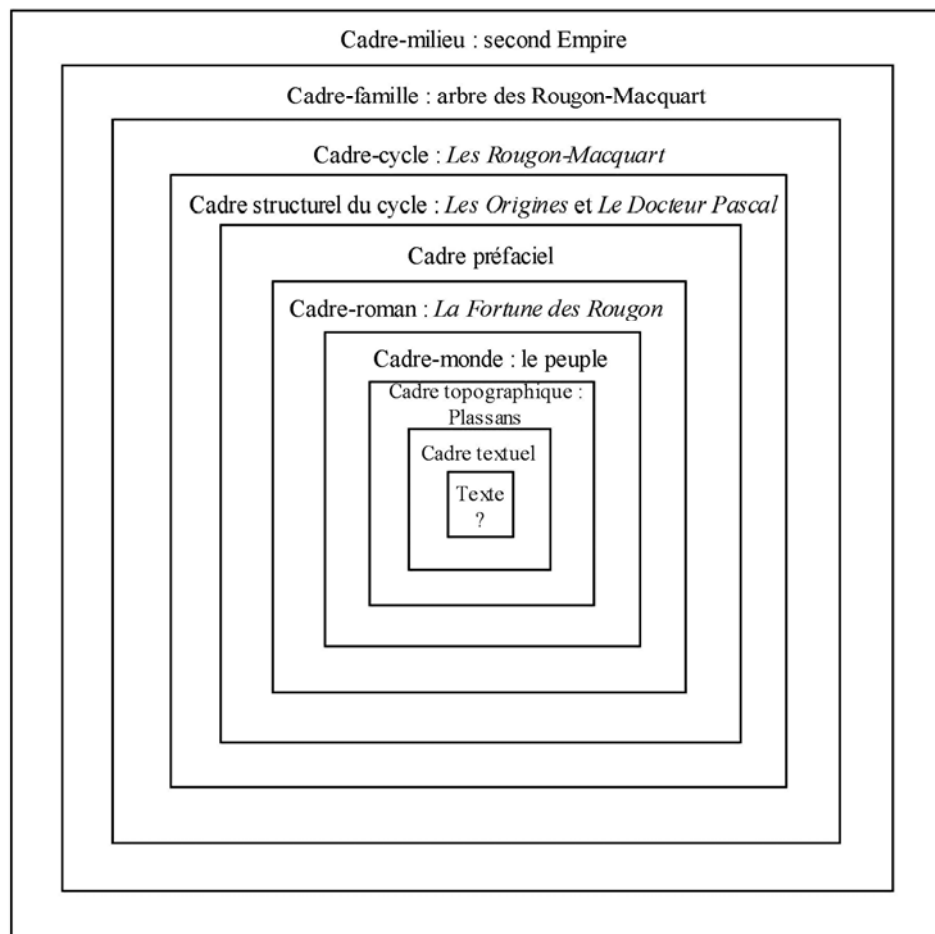 Cadre-milieu : second Empire
Cadre-famille : arbre des Rougon-Macquart
Cadre-cycle : Les Rougon-Macquart
Cadre structurel du cycle : Les Origines et Le Docteur Pascal
Cadre préfaciel
Cadre-roman : La Fortune des Rougon
Cadre-monde : le peuple
Cadre topographique :
Plassans
Cadre textuel
Texte
?